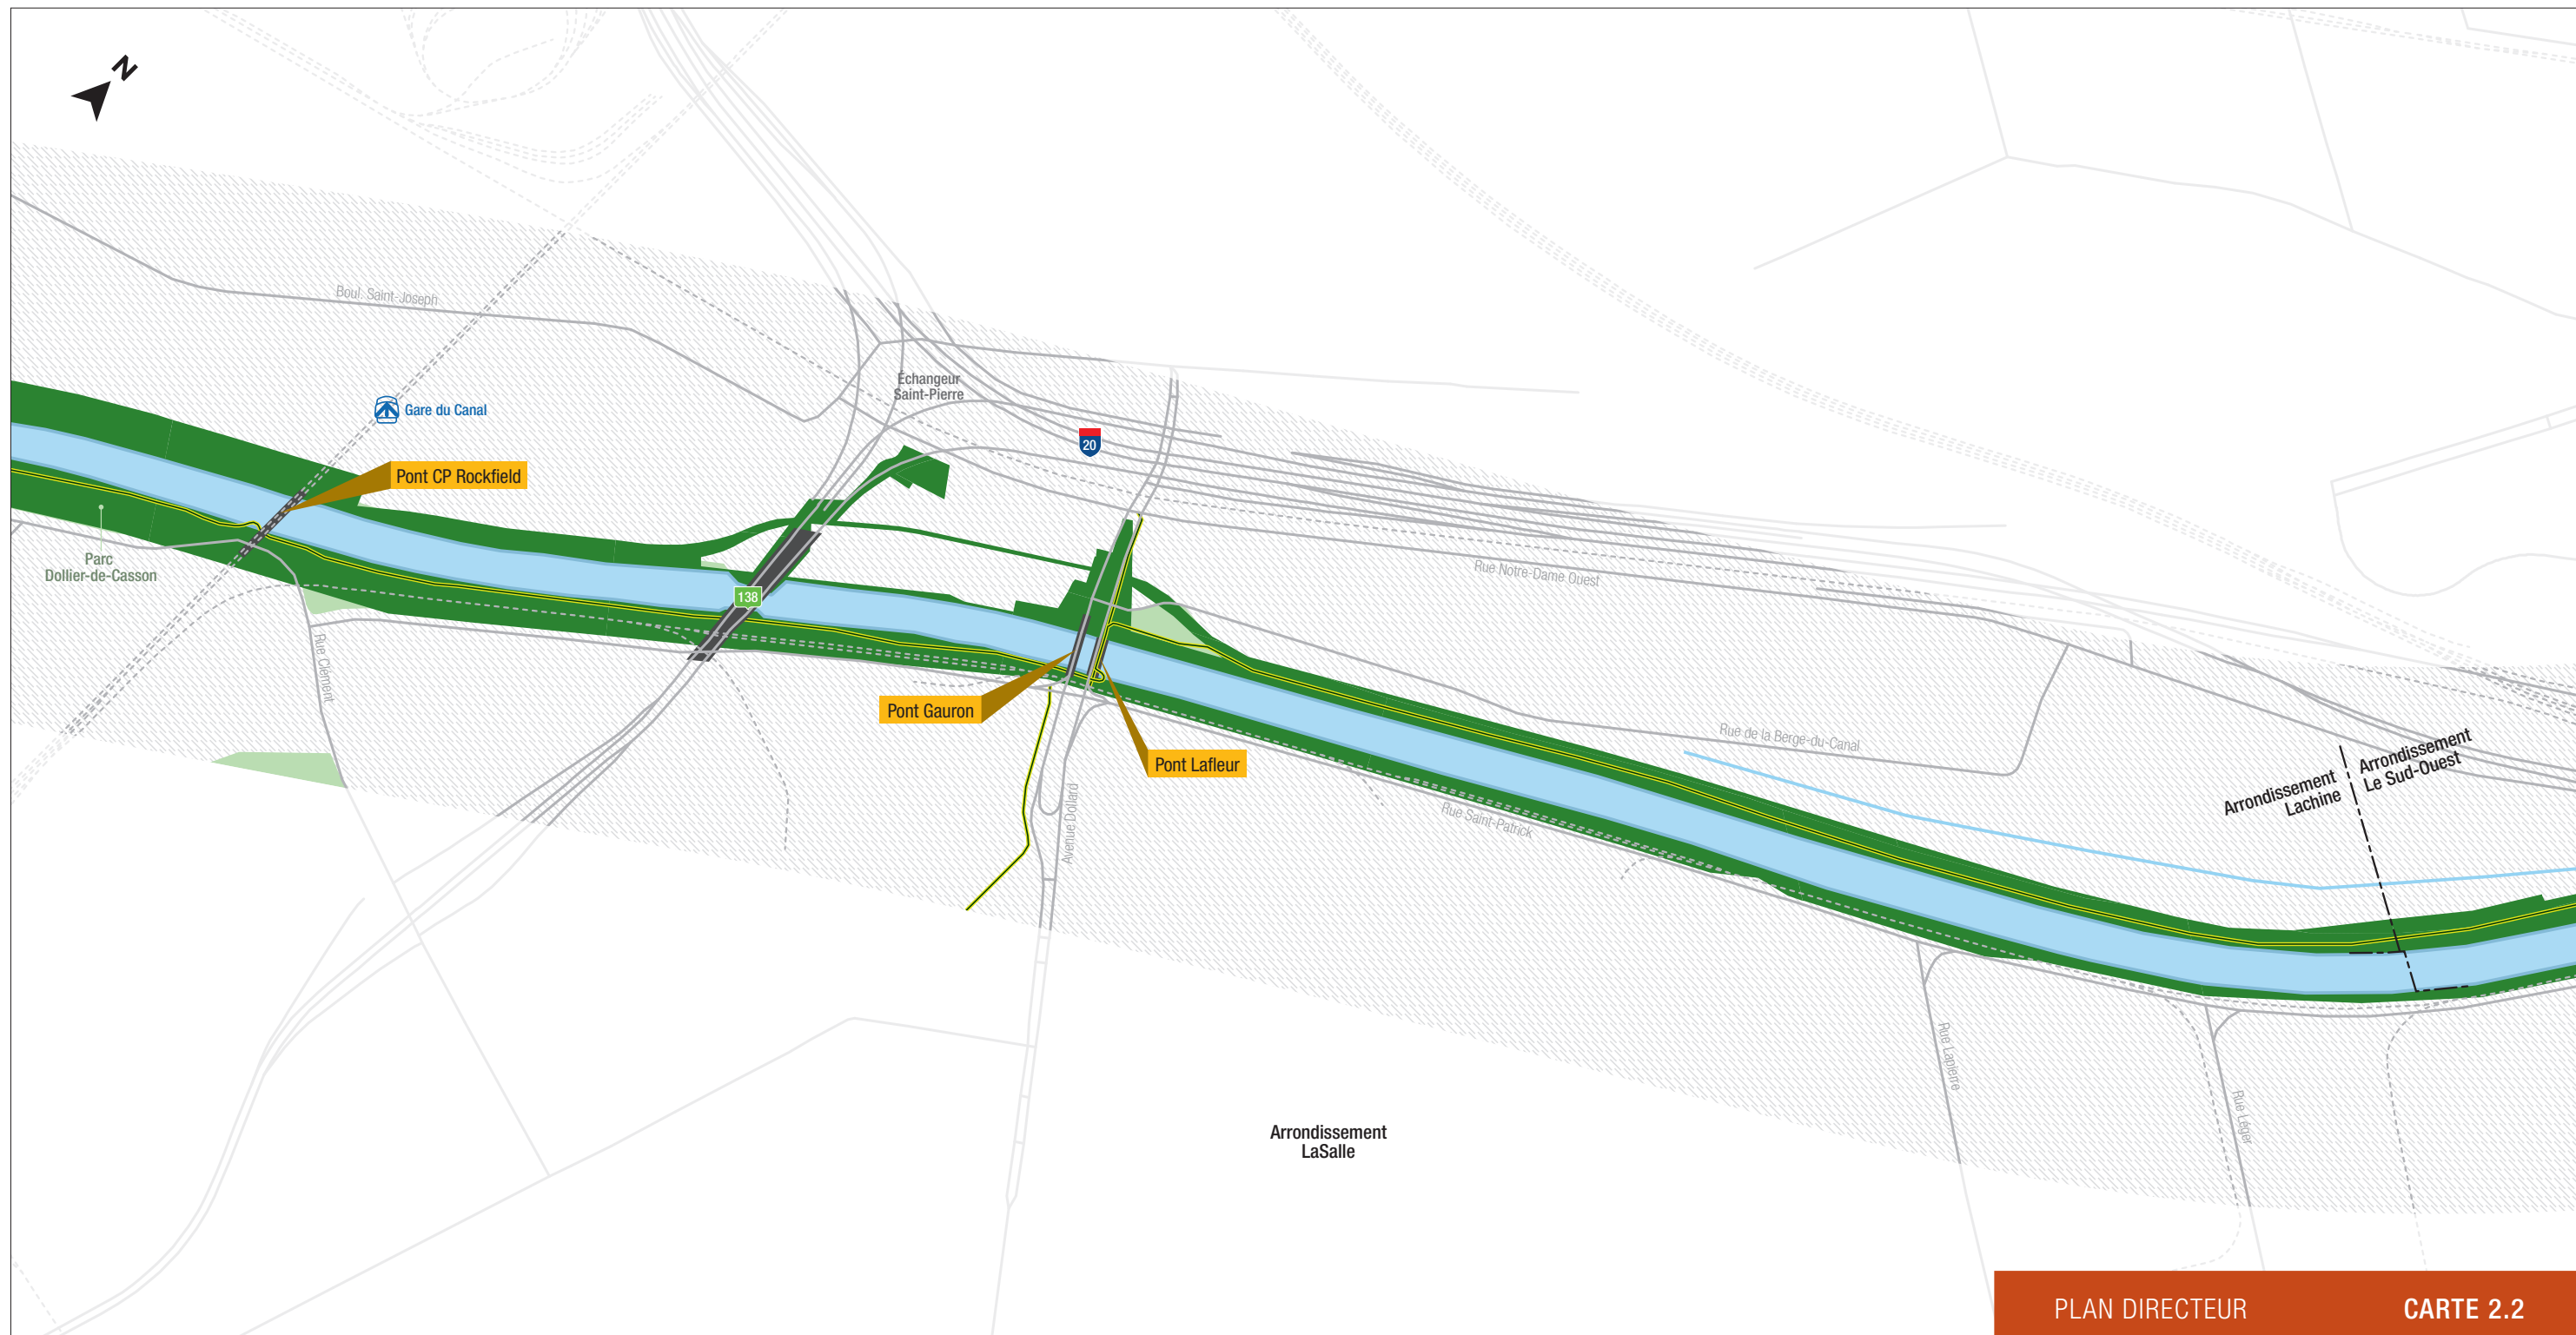 N
Boul. Saint-Joseph
Échangeur
Saint-Pierre
Gare du Canal
20
Pont CP Rockfield
Parc
Dollier-de-Casson
Rue Notre-Dame Ouest
138
Rue Clément
Pont Gauron
Pont Lafleur
Rue de la Berge-du-Canal
Arrondissement
Lachine
Arrondissement
Le Sud-Ouest
Avenue Dollard
Rue Saint-Patrick
Rue Lapierre
Rue Léger
Arrondissement
LaSalle
PLAN DIRECTEUR CARTE 2.2